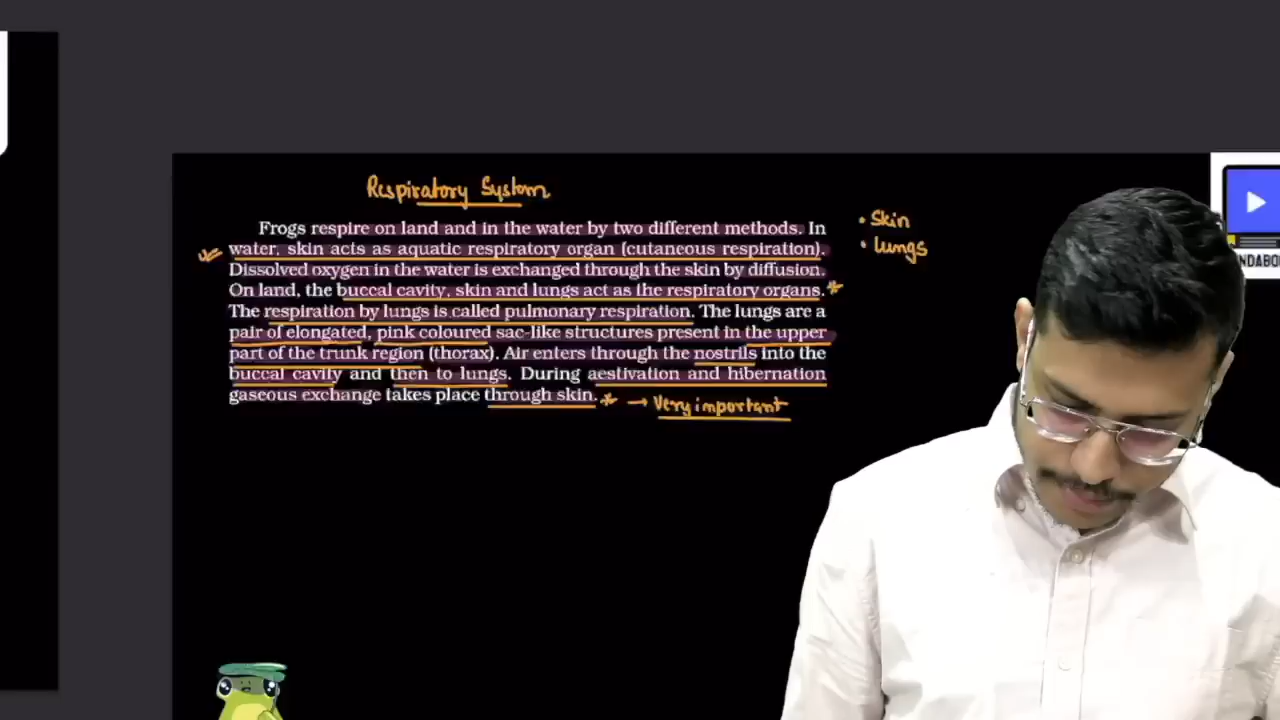 Respiratory System
Frogs respire on land and in the water by two different methods. In
water, skin acts as aquatic respiratory organ (cutaneous respiration).
Dissolved oxygen in the water is exchanged through the skin by diffusion.
On land, the buccal cavity, skin and lungs act as the respiratory organs.
The respiration by lungs is called pulmonary respiration. The lungs are a
pair of elongated, pink coloured sac-like structures present in the upper
part of the trunk region (thorax). Air enters through the nostrils into the
buccal cavity and then to lungs. During aestivation and hibernation
gaseous exchange takes place through skin.
→ Very important
• Skin
• lungs